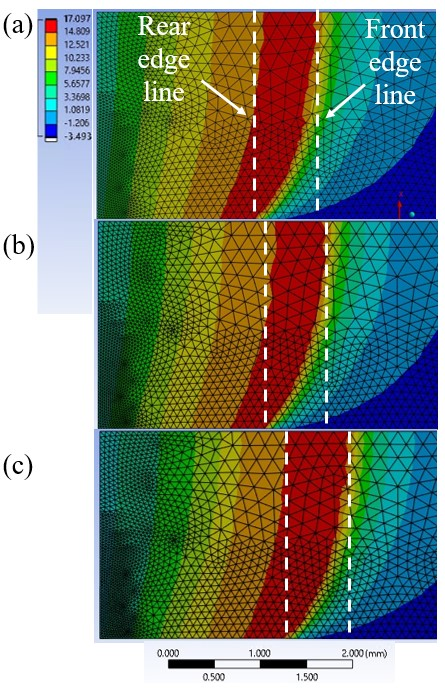 (a)
17.097
14.809
12.521
10.233
7.9456
5.6577
3.3698
1.0819
-1.206
-3.493
Rear
edge
line
Front
edge
line
(b)
(c)
0.000 1.000 2.000 (mm)
0.500 1.500